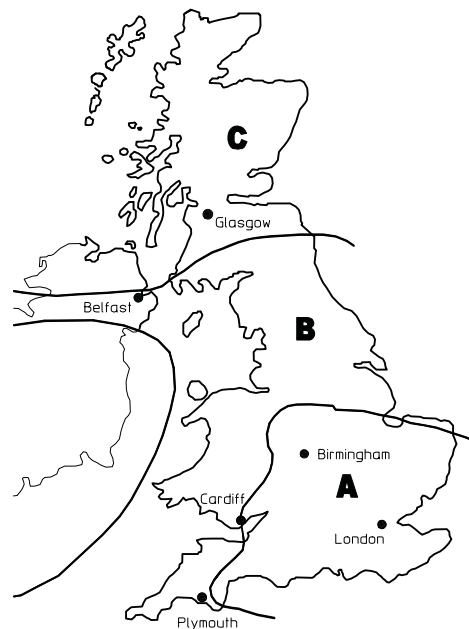 C
Glasgow
Belfast
B
Birmingham
A
Cardiff
London
Plymouth